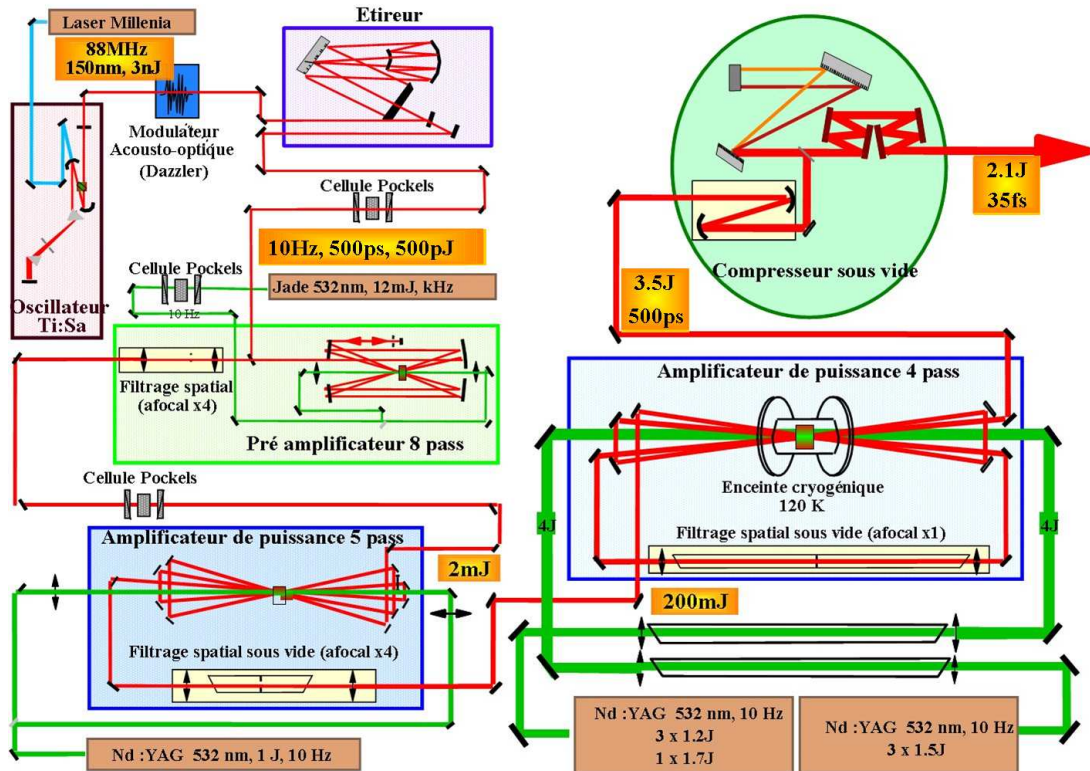 Laser Millenia
88MHz
150nm, 3nJ
Etireur
Modulateur
Acousto-optique
(Dazzler)
Oscillateur
Ti:Sa
Cellule Pockels
10Hz, 500ps, 500pJ
Cellule Pockels
10 Hz
Jade 532nm, 12mJ, kHz
Filtrage spatial
(afocal x4)
Pré amplificateur 8 pass
Cellule Pockels
Amplificateur de puissance 5 pass
2mJ
Filtrage spatial sous vide (afocal x4)
Nd :YAG 532 nm, 1 J, 10 Hz
2.1J
35fs
Compresseur sous vide
3.5J
500ps
Amplificateur de puissance 4 pass
Enceinte cryogénique
120 K
4J
4J
Filtrage spatial sous vide (afocal x1)
200mJ
Nd :YAG 532 nm, 10 Hz
3 x 1.2J
1 x 1.7J
Nd :YAG 532 nm, 10 Hz
3 x 1.5J